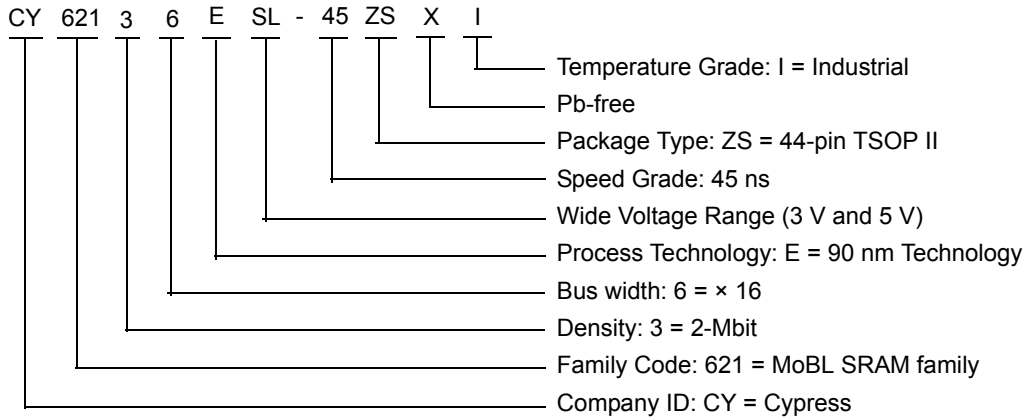 CY 621 3 6 E SL - 45 ZS X I
Temperature Grade: I = Industrial
Pb-free
Package Type: ZS = 44-pin TSOP II
Speed Grade: 45 ns
Wide Voltage Range (3 V and 5 V)
Process Technology: E = 90 nm Technology
Bus width: 6 = × 16
Density: 3 = 2-Mbit
Family Code: 621 = MoBL SRAM family
Company ID: CY = Cypress